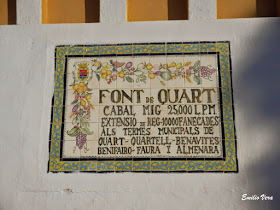 FONT DE QUART
CABAL MIG 25.000 L.P.M.
EXTENSIO DE REG-10000 FANECADES
ALS TERMES MUNICIPALS DE
QUART-QUARTELL-BENAVITES
BENIFAIRO-FAURA Y ALMENARA
Emilio Vera